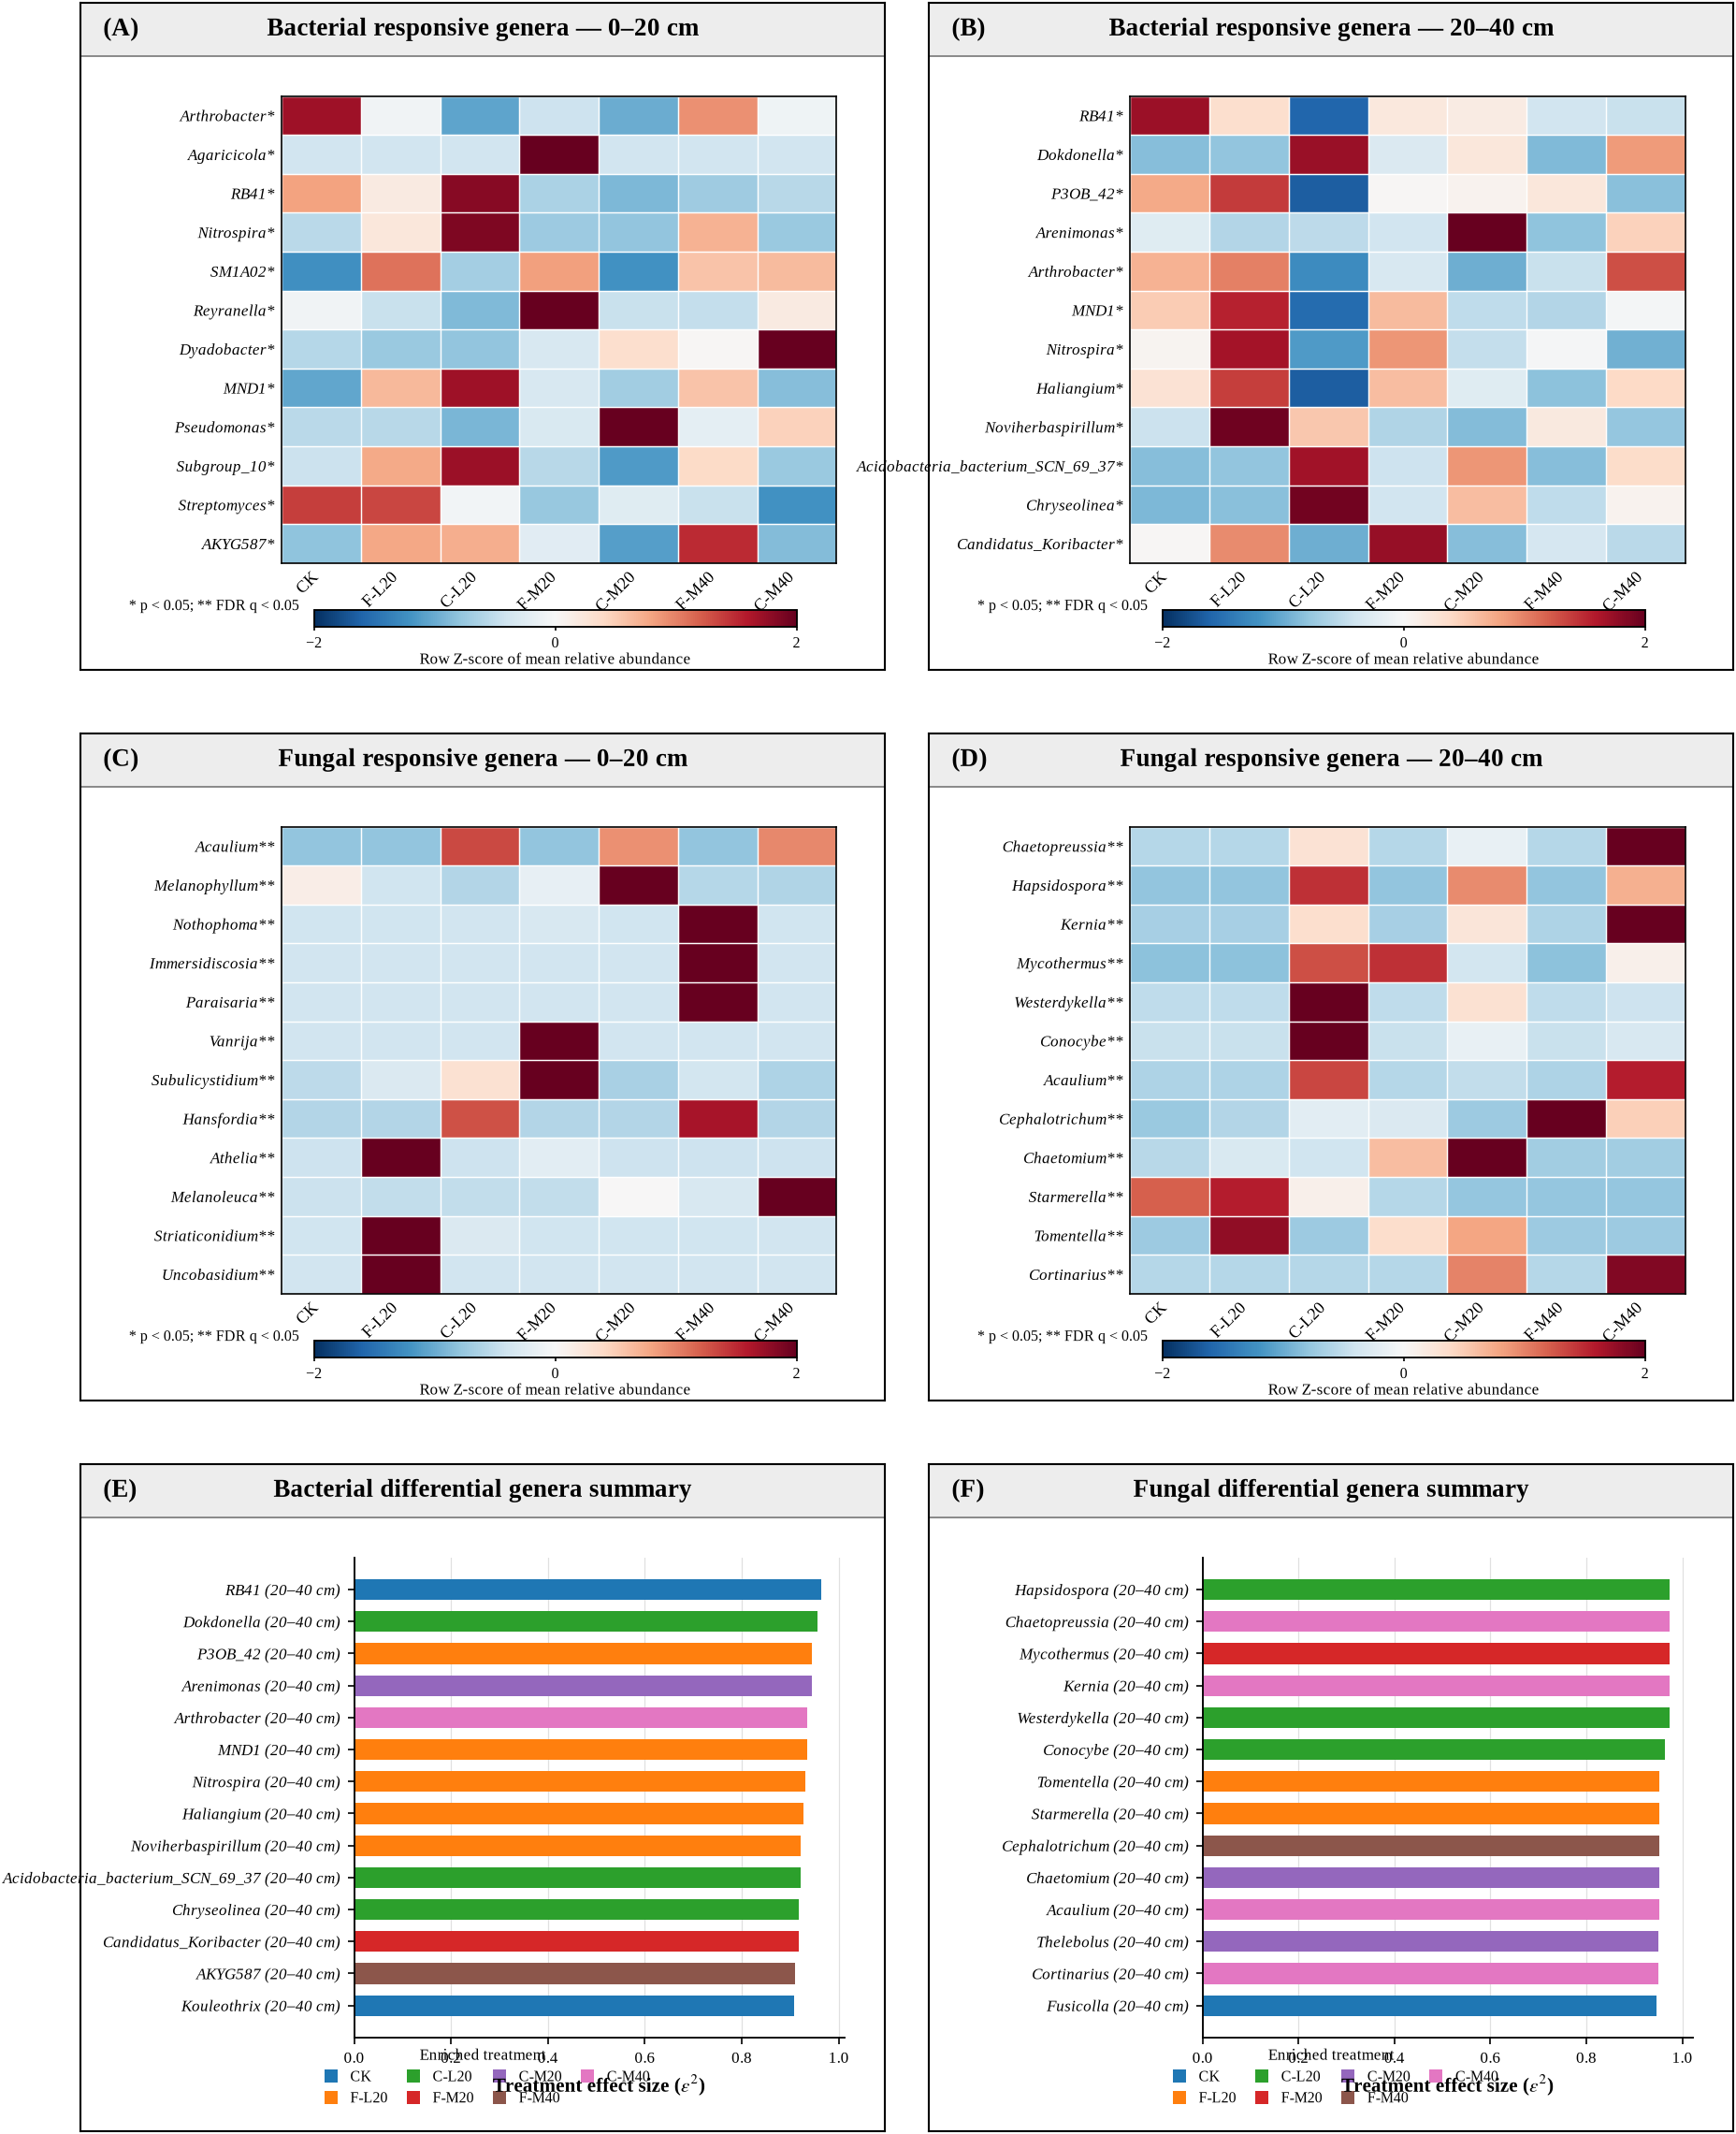 (A) Bacterial responsive genera — 0–20 cm
Arthrobacter*
Agaricicola*
RB41*
Nitrospira*
SM1A02*
Reyranella*
Dyadobacter*
MND1*
Pseudomonas*
Subgroup_10*
Streptomyces*
AKYG587*
CK F-L20 C-L20 F-M20 C-M20 F-M40 C-M40
* p < 0.05; ** FDR q < 0.05
−2 0 2
Row Z-score of mean relative abundance
(B) Bacterial responsive genera — 20–40 cm
RB41*
Dokdonella*
P3OB_42*
Arenimonas*
Arthrobacter*
MND1*
Nitrospira*
Haliangium*
Noviherbaspirillum*
Acidobacteria_bacterium_SCN_69_37*
Chryseolinea*
Candidatus_Koribacter*
CK F-L20 C-L20 F-M20 C-M20 F-M40 C-M40
* p < 0.05; ** FDR q < 0.05
−2 0 2
Row Z-score of mean relative abundance
(C) Fungal responsive genera — 0–20 cm
Acaulium**
Melanophyllum**
Nothophoma**
Immersidiscosia**
Paraisaria**
Vanrija**
Subulicystidium**
Hansfordia**
Athelia**
Melanoleuca**
Striaticonidium**
Uncobasidium**
CK F-L20 C-L20 F-M20 C-M20 F-M40 C-M40
* p < 0.05; ** FDR q < 0.05
−2 0 2
Row Z-score of mean relative abundance
(D) Fungal responsive genera — 20–40 cm
Chaetopreussia**
Hapsidospora**
Kernia**
Mycothermus**
Westerdykella**
Conocybe**
Acaulium**
Cephalotrichum**
Chaetomium**
Starmerella**
Tomentella**
Cortinarius**
CK F-L20 C-L20 F-M20 C-M20 F-M40 C-M40
* p < 0.05; ** FDR q < 0.05
−2 0 2
Row Z-score of mean relative abundance
(E) Bacterial differential genera summary
RB41 (20–40 cm)
Dokdonella (20–40 cm)
P3OB_42 (20–40 cm)
Arenimonas (20–40 cm)
Arthrobacter (20–40 cm)
MND1 (20–40 cm)
Nitrospira (20–40 cm)
Haliangium (20–40 cm)
Noviherbaspirillum (20–40 cm)
Acidobacteria_bacterium_SCN_69_37 (20–40 cm)
Chryseolinea (20–40 cm)
Candidatus_Koribacter (20–40 cm)
AKYG587 (20–40 cm)
Kouleothrix (20–40 cm)
0.0 0.2 0.4 0.6 0.8 1.0
Enriched treatment
CK C-L20 C-M20 C-M40
Treatment effect size (ε²)
F-L20 F-M20 F-M40
(F) Fungal differential genera summary
Hapsidospora (20–40 cm)
Chaetopreussia (20–40 cm)
Mycothermus (20–40 cm)
Kernia (20–40 cm)
Westerdykella (20–40 cm)
Conocybe (20–40 cm)
Tomentella (20–40 cm)
Starmerella (20–40 cm)
Cephalotrichum (20–40 cm)
Chaetomium (20–40 cm)
Acaulium (20–40 cm)
Thelebolus (20–40 cm)
Cortinarius (20–40 cm)
Fusicolla (20–40 cm)
0.0 0.2 0.4 0.6 0.8 1.0
Enriched treatment
CK C-L20 C-M20 C-M40
Treatment effect size (ε²)
F-L20 F-M20 F-M40